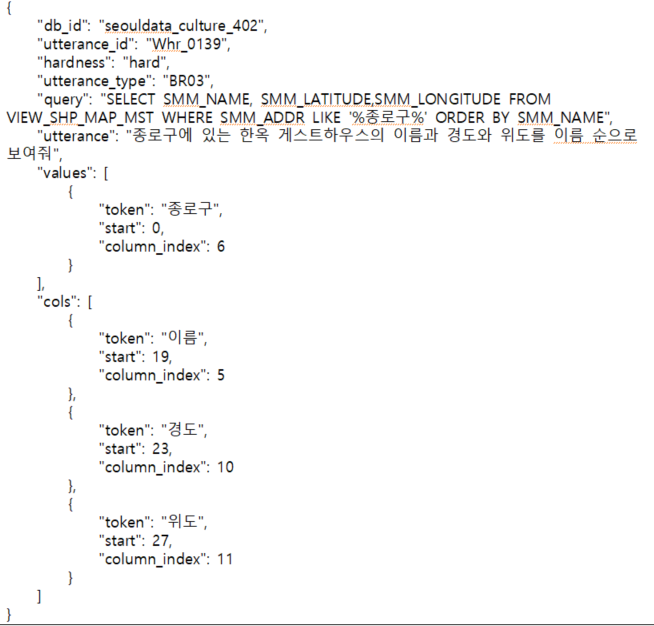 {
"db_id": "seouldata_culture_402",
"utterance_id": "Whr_0139",
"hardness": "hard",
"utterance_type": "BR03",
"query": "SELECT SMM_NAME, SMM_LATITUDE,SMM_LONGITUDE FROM
VIEW_SHP_MAP_MST WHERE SMM_ADDR LIKE '%종로구%' ORDER BY SMM_NAME",
"utterance": "종로구에 있는 한옥 게스트하우스의 이름과 경도와 위도를 이름 순으로
보여줘",
"values": [
{
"token": "종로구",
"start": 0,
"column_index": 6
}
],
"cols": [
{
"token": "이름",
"start": 19,
"column_index": 5
},
{
"token": "경도",
"start": 23,
"column_index": 10
},
{
"token": "위도",
"start": 27,
"column_index": 11
}
]
}